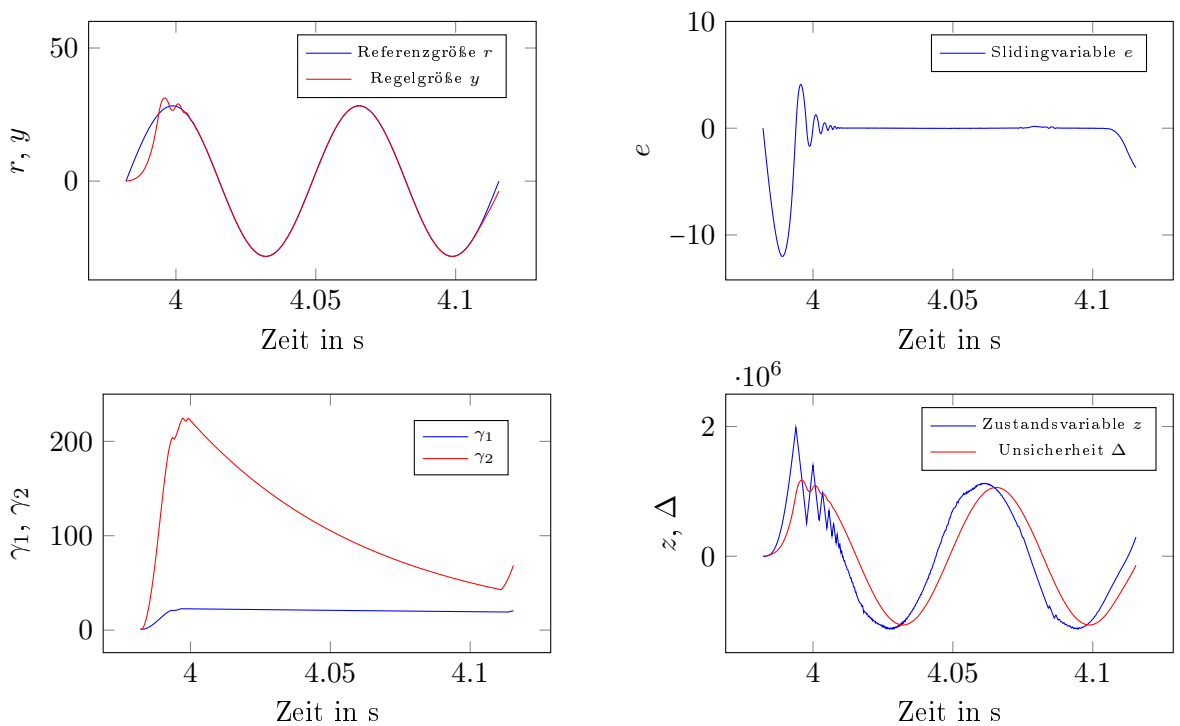 50
0
r, y
Referenzgröße r
Regelgröße y
4
4.05
4.1
Zeit in s
10
0
−10
e
Slidingvariable e
4
4.05
4.1
Zeit in s
200
100
0
γ1, γ2
γ1
γ2
4
4.05
4.1
Zeit in s
·10⁶
2
0
z, Δ
Zustandsvariable z
Unsicherheit Δ
4
4.05
4.1
Zeit in s